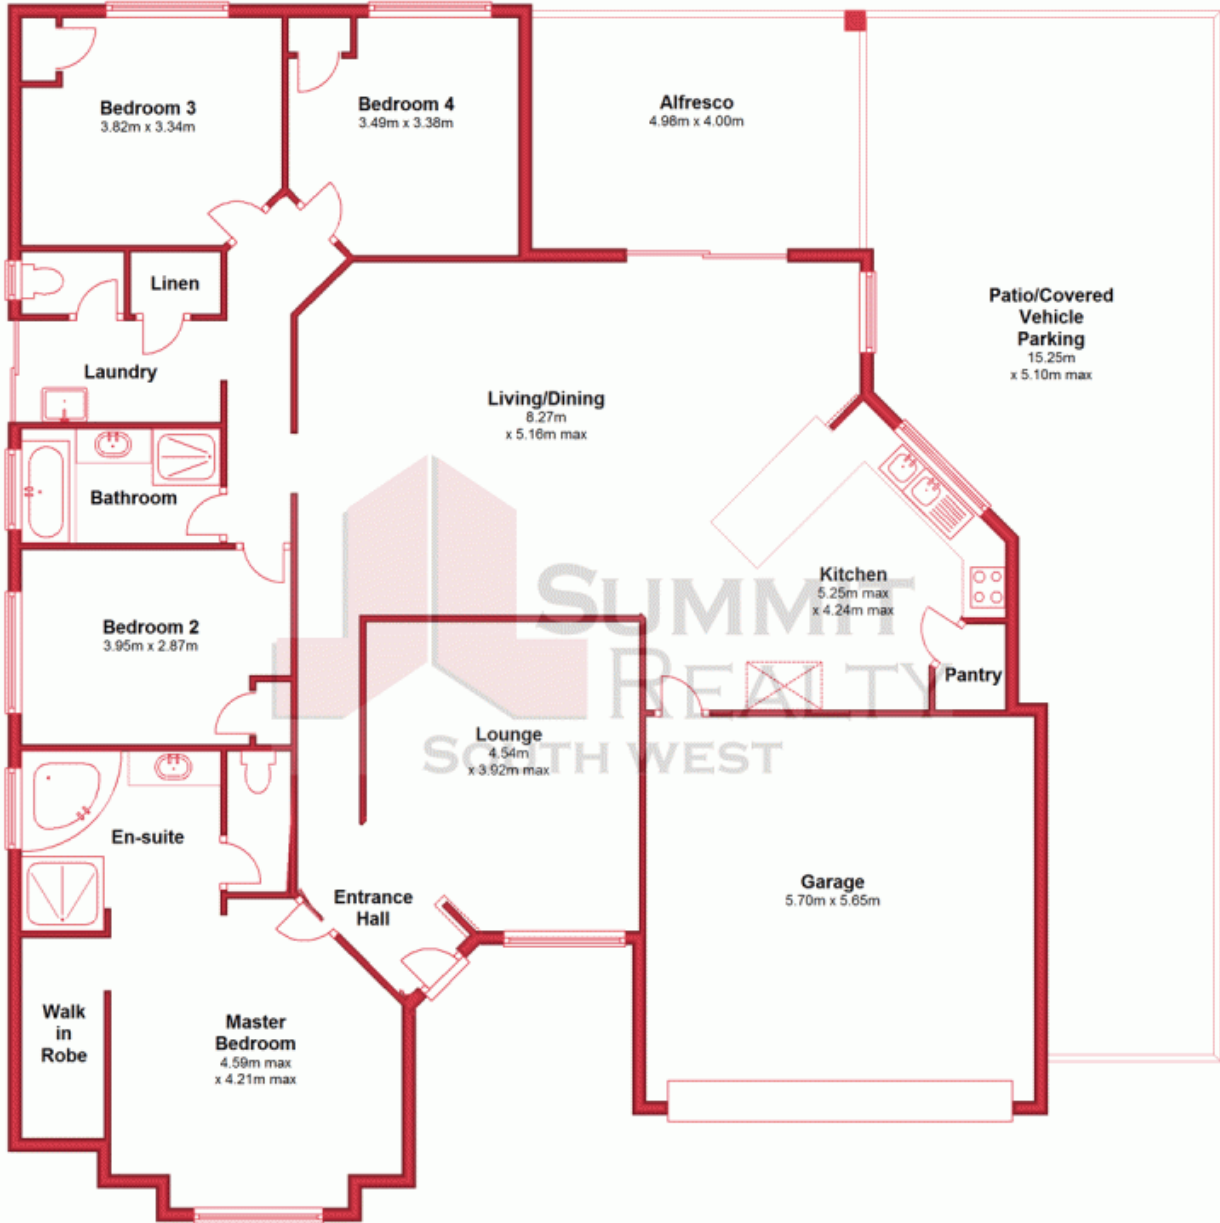 Bedroom 3
3.82m x 3.34m
Bedroom 4
3.49m x 3.38m
Alfresco
4.98m x 4.00m
Linen
Patio/Covered
Vehicle
Parking
15.25m
x 5.10m max
Laundry
Living/Dining
8.27m
x 5.16m max
Bathroom
Kitchen
5.25m max
x 4.24m max
Bedroom 2
3.95m x 2.87m
SUMMIT
REALTY
SOUTH WEST
Pantry
Lounge
4.54m
x 3.92m max
En-suite
Garage
5.70m x 5.65m
Entrance
Hall
Walk
in
Robe
Master
Bedroom
4.59m max
x 4.21m max